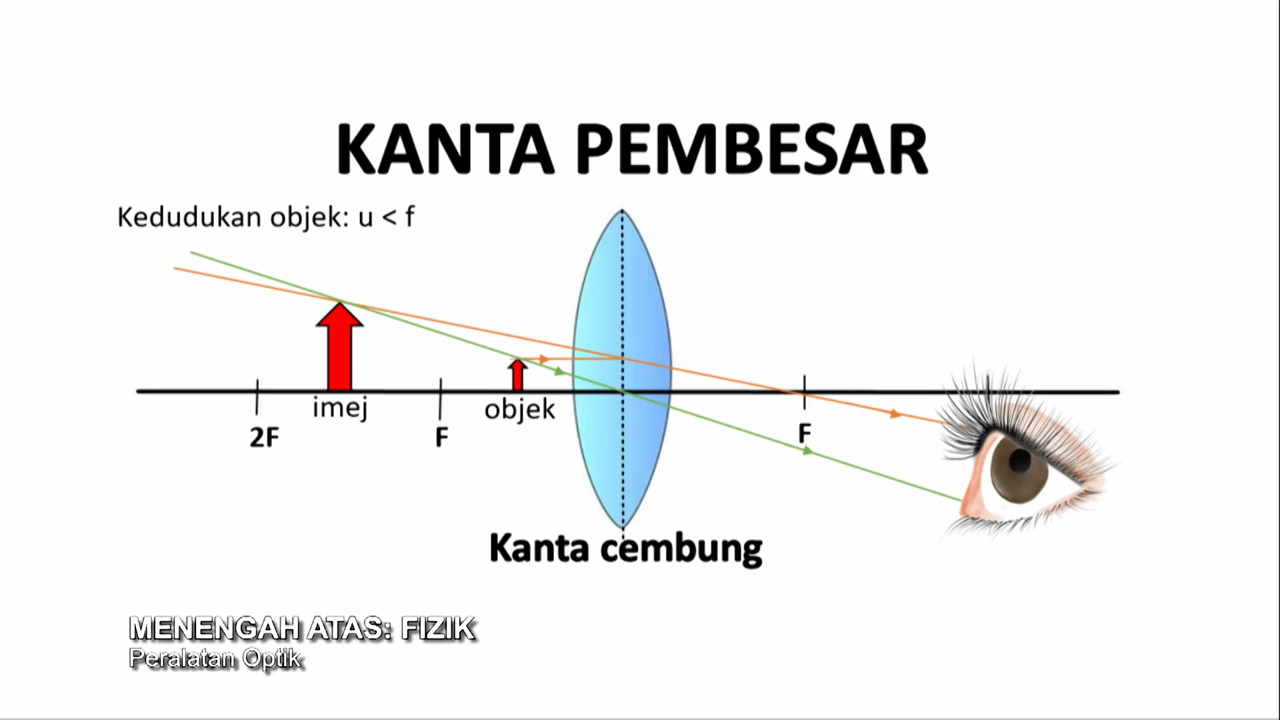 KANTA PEMBESAR
Kedudukan objek: u < f
imej
objek
2F
F
F
Kanta cembung
MENENGAH ATAS: FIZIK
Peralatan Optik